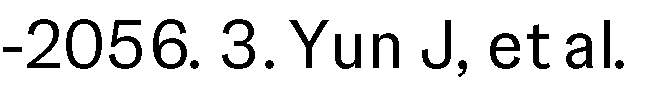 -2056. 3. Yun J, et al.